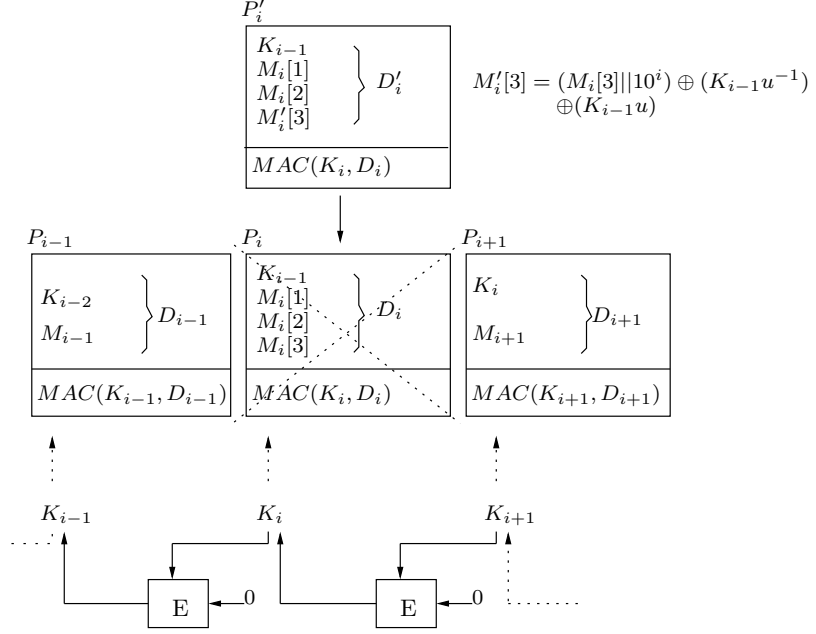 P′_i
K_{i−1}
M_i[1]
M_i[2]
M′_i[3]
D′_i
MAC(K_i, D_i)
M′_i[3] = (M_i[3]||10^i) ⊕ (K_{i−1}u^{−1})
⊕(K_{i−1}u)
P_{i−1}
K_{i−2}
M_{i−1}
D_{i−1}
MAC(K_{i−1}, D_{i−1})
P_i
K_{i−1}
M_i[1]
M_i[2]
M_i[3]
D_i
MAC(K_i, D_i)
P_{i+1}
K_i
M_{i+1}
D_{i+1}
MAC(K_{i+1}, D_{i+1})
K_{i−1}
K_i
K_{i+1}
E
0
E
0